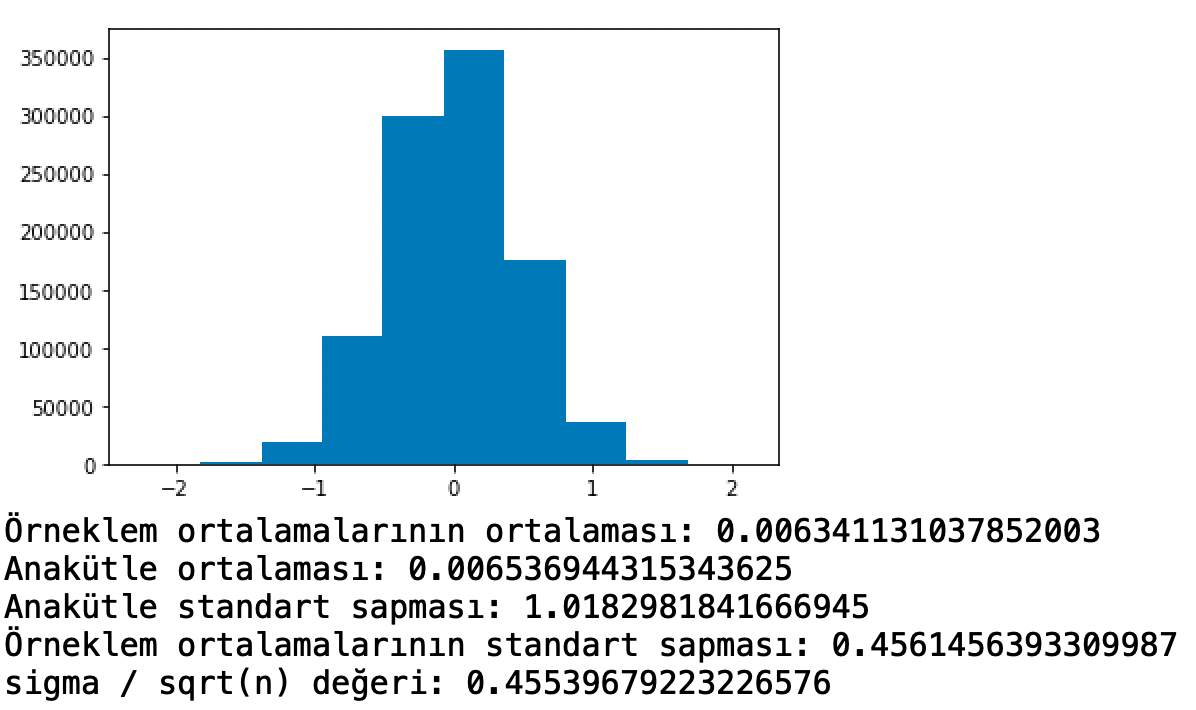 350000
300000
250000
200000
150000
100000
50000
0
−2 −1 0 1 2
Örneklem ortalamalarının ortalaması: 0.006341131037852003
Anakütle ortalaması: 0.006536944315343625
Anakütle standart sapması: 1.0182981841666945
Örneklem ortalamalarının standart sapması: 0.4561456393309987
sigma / sqrt(n) değeri: 0.45539679223226576